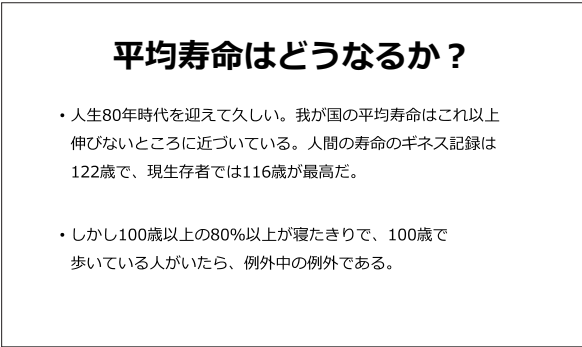 平均寿命はどうなるか？
• 人生80年時代を迎えて久しい。我が国の平均寿命はこれ以上
伸びないところに近づいている。人間の寿命のギネス記録は
122歳で、現生存者では116歳が最高だ。
• しかし100歳以上の80%以上が寝たきりで、100歳で
歩いている人がいたら、例外中の例外である。